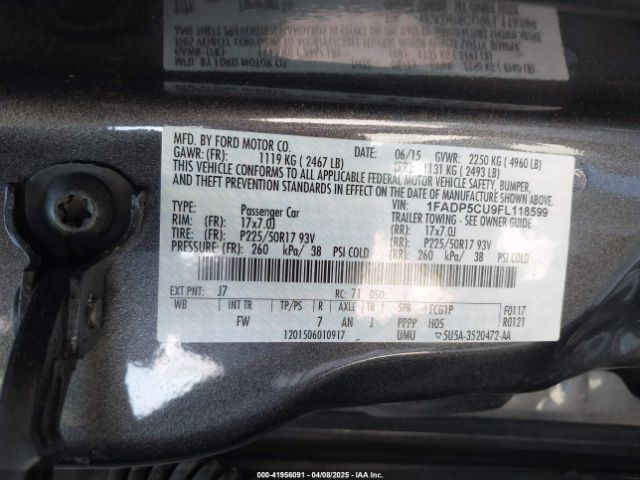 MFD. BY FORD MOTOR CO. 06/15 GVWR: 2250 KG ( 4960 LB)
GAWR: (FR): 1119 KG ( 2467 LB) (RR): 1131 KG ( 2493 LB)
THIS VEHICLE CONFORMS TO ALL APPLICABLE FEDERAL MOTOR VEHICLE SAFETY, BUMPER,
AND THEFT PREVENTION STANDARDS IN EFFECT ON THE DATE OF MANUFACTURE SHOWN ABOVE.
VIN: 1FADP5CU9FL118599
TYPE: Passenger Car TRAILER TOWING - SEE OWNER GUIDE
RIM: (FR): 17x7.0J (RR): 17x7.0J
TIRE: (FR): P225/50R17 93V (RR): P225/50R17 93V
PRESSURE: (FR): 260 kPa/ 38 PSI COLD (RR): 260 kPa/ 38 PSI COLD
EXT PNT: J7 RC: 71 DSO:
WB INT TR TP/PS R AXLE TR SPR FCG1P F0117
FW 7 AN J PPPP H05 R0121
1201506010917 UMU ▽5U5A-3520472-AA
000-41956091 - 04/08/2025 - IAAI.COM